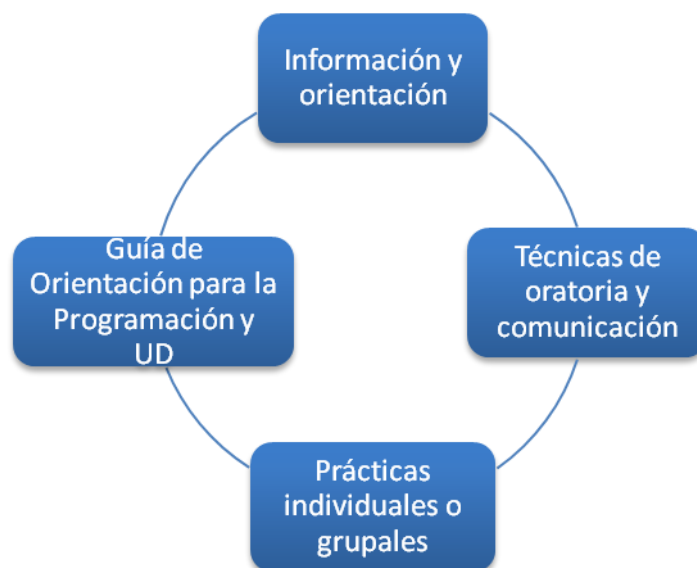 Información y
orientación
Técnicas de
oratoria y
comunicación
Prácticas
individuales o
grupales
Guía de
Orientación para la
Programación y
UD